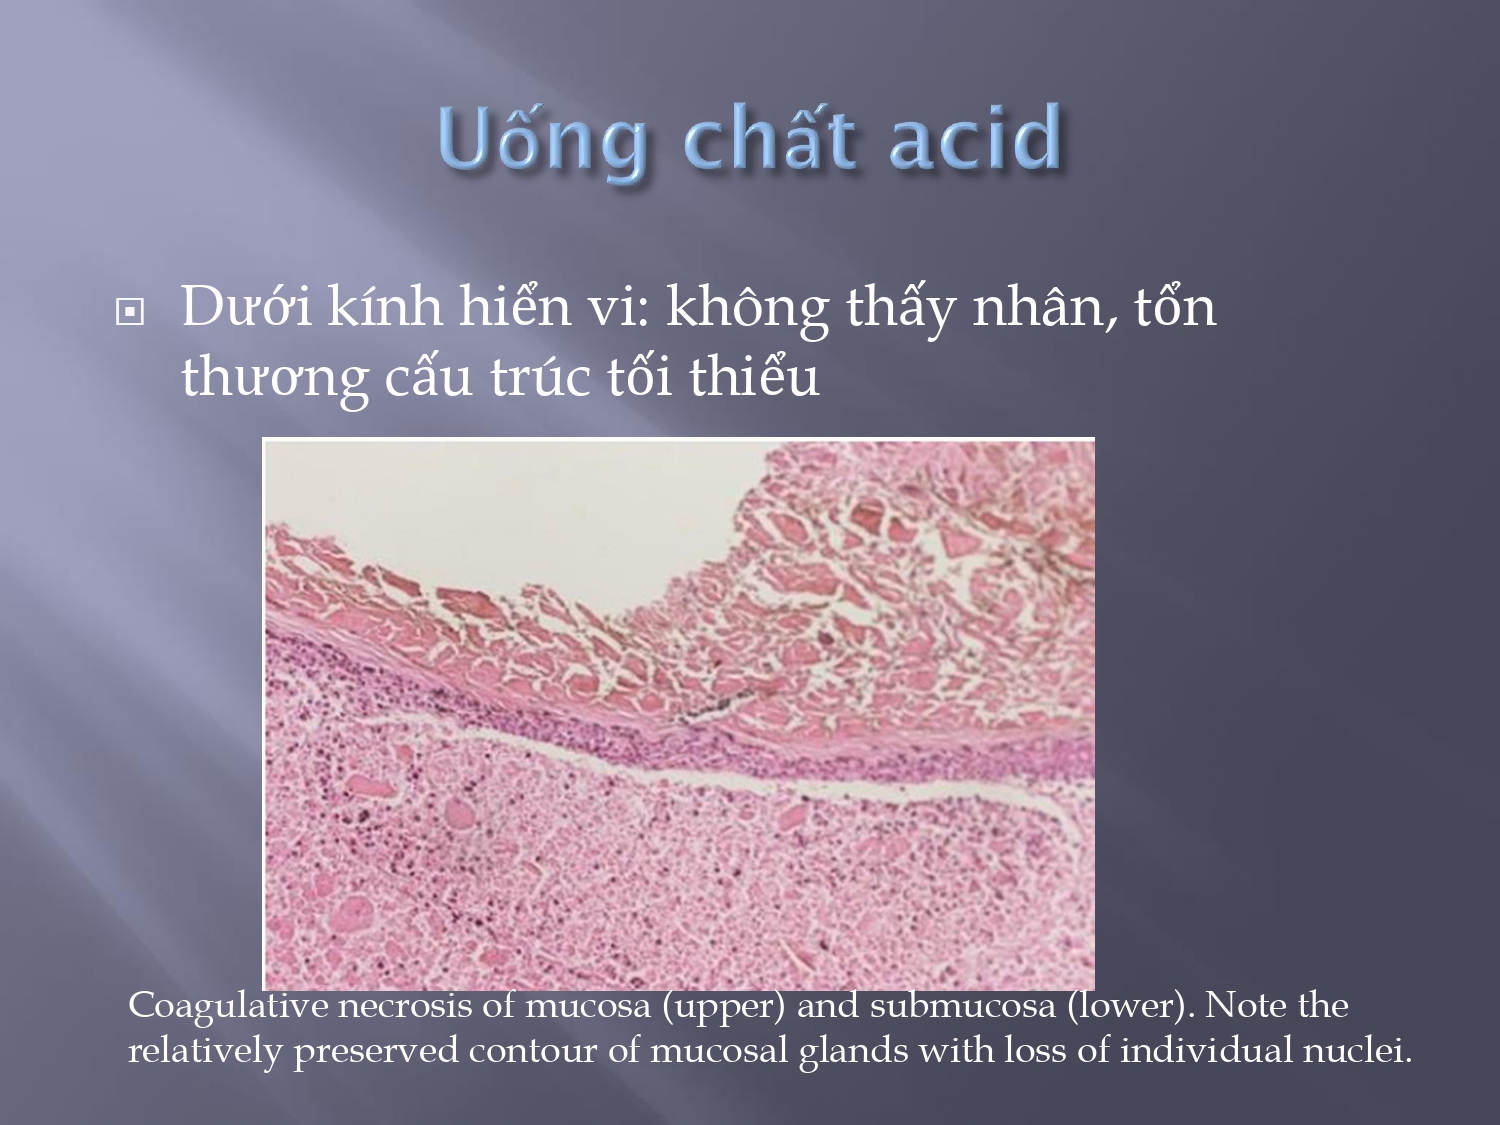 Uống chất acid
Dưới kính hiển vi: không thấy nhân, tổn
thương cấu trúc tối thiểu
Coagulative necrosis of mucosa (upper) and submucosa (lower). Note the
relatively preserved contour of mucosal glands with loss of individual nuclei.